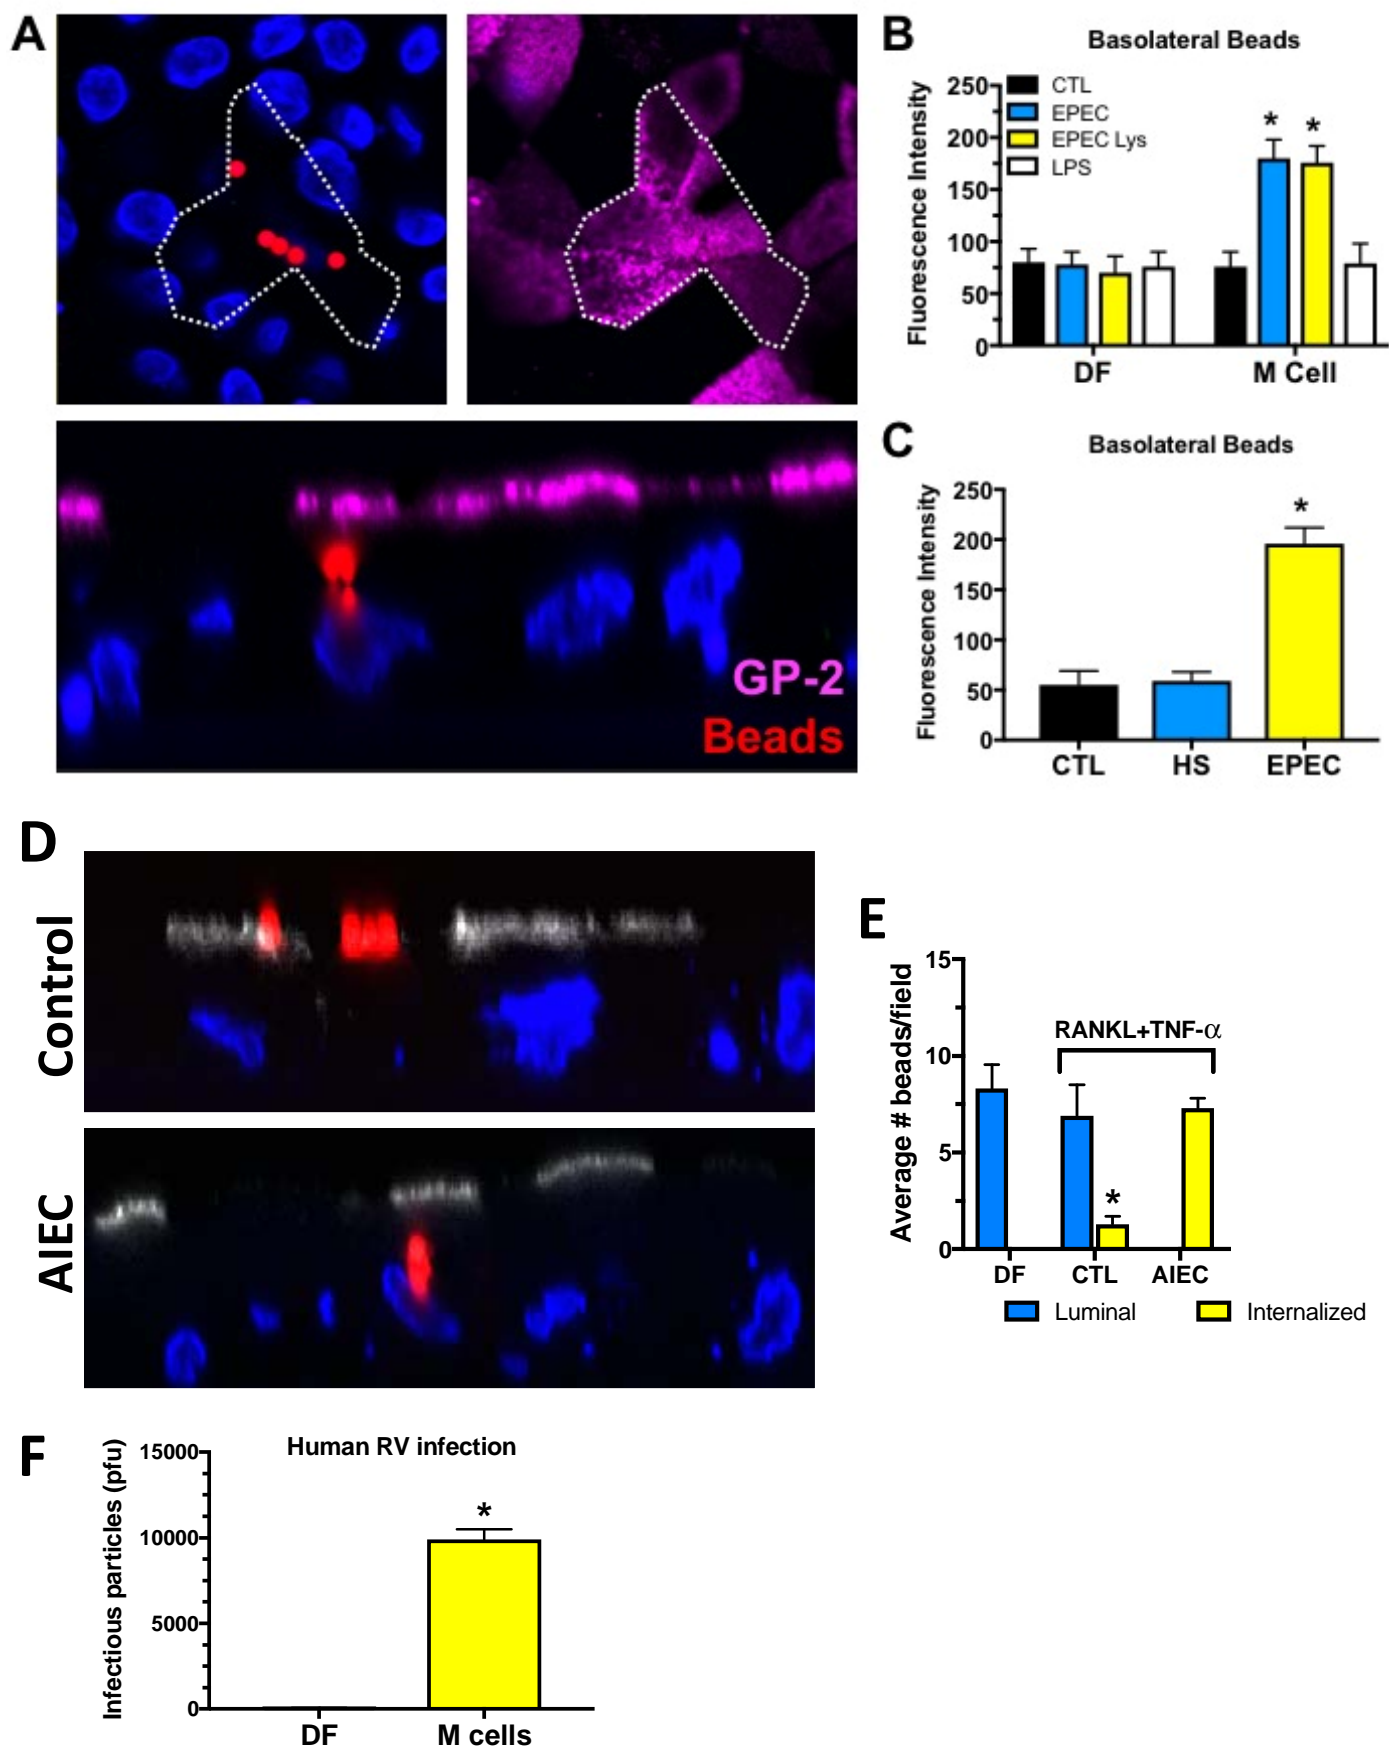 A
GP-2
Beads
B
Basolateral Beads
Fluorescence Intensity
250
200
150
100
50
0
CTL
EPEC
EPEC Lys
LPS
* *
DF
M Cell
C
Basolateral Beads
Fluorescence Intensity
250
200
150
100
50
0
*
CTL
HS
EPEC
D
Control
AIEC
E
Average # beads/field
15
10
5
0
RANKL+TNF-α
*
DF
CTL
AIEC
Luminal
Internalized
F
Human RV infection
Infectious particles (pfu)
15000
10000
5000
0
*
DF
M cells